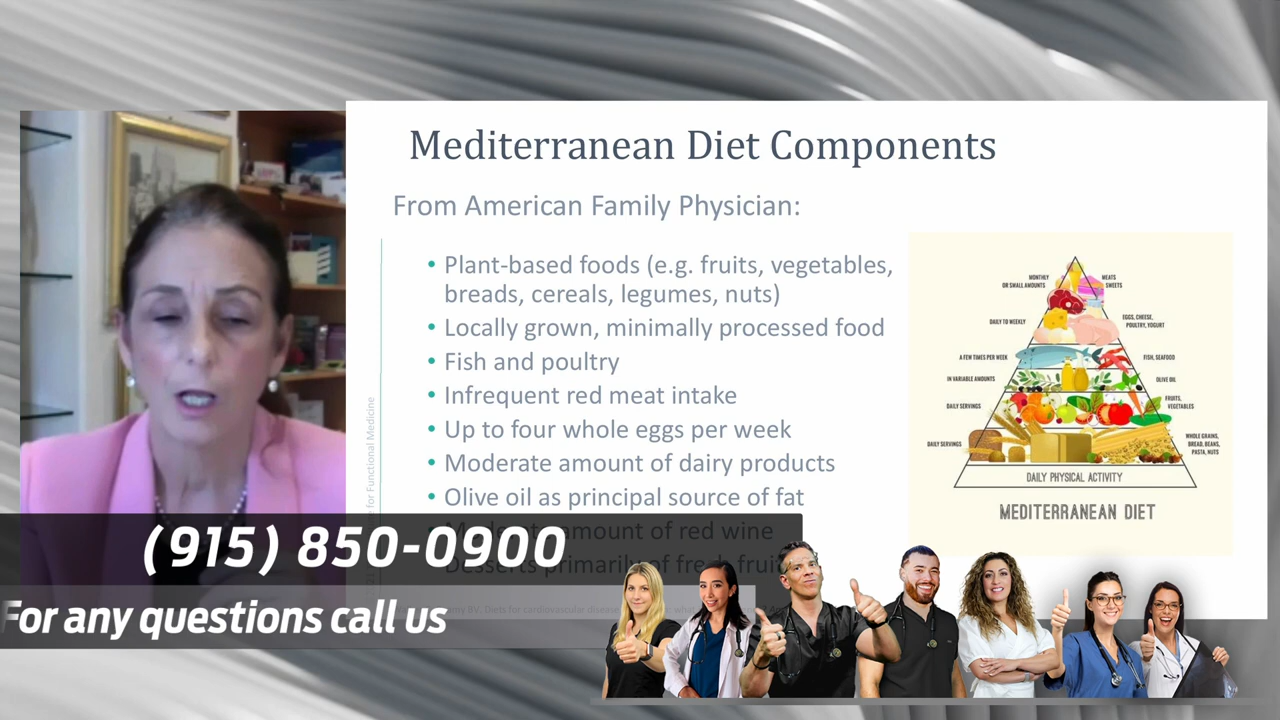 Mediterranean Diet Components
From American Family Physician:
• Plant-based foods (e.g. fruits, vegetables,
breads, cereals, legumes, nuts)
• Locally grown, minimally processed food
• Fish and poultry
• Infrequent red meat intake
• Up to four whole eggs per week
• Moderate amount of dairy products
• Olive oil as principal source of fat
Moderate amount of red wine
Desserts primarily of fresh fruit
for Functional Medicine
MONTHLY
OR SMALL AMOUNTS
MEATS
SWEETS
DAILY TO WEEKLY
EGGS, CHEESE,
POULTRY, YOGURT
A FEW TIMES PER WEEK
FISH, SEAFOOD
IN VARIABLE AMOUNTS
OLIVE OIL
DAILY SERVINGS
FRUITS,
VEGETABLES
DAILY SERVINGS
WHOLE GRAINS,
BREAD, BEANS,
PASTA, NUTS
DAILY PHYSICAL ACTIVITY
MEDITERRANEAN DIET
(915) 850-0900
For any questions call us